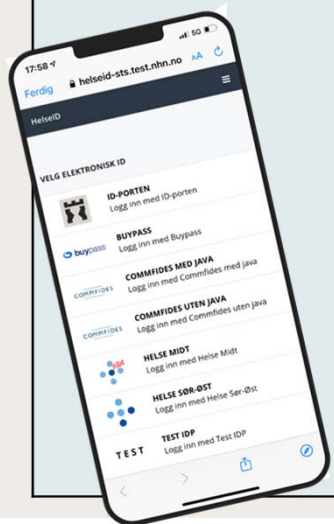 17:58
5G
Ferdig
helseid-sts.test.nhn.no
AA
HelseID
VELG ELEKTRONISK ID
ID-PORTEN
Logg inn med ID-porten
buypass
BUYPASS
Logg inn med Buypass
COMMFIDES
COMMFIDES MED JAVA
Logg inn med Commfides med java
COMMFIDES
COMMFIDES UTEN JAVA
Logg inn med Commfides uten java
HELSE MIDT
Logg inn med Helse Midt
HELSE SØR-ØST
Logg inn med Helse Sør-Øst
TEST
TEST IDP
Logg inn med Test IDP